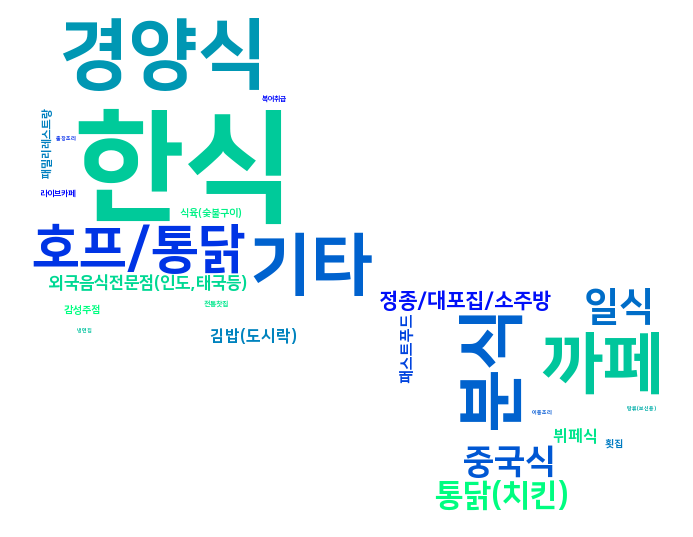 경양식
복어취급
패밀리레스트랑
출장조리
한식
라이브카페
식육(숯불구이)
호프/통닭
기타
외국음식전문점(인도,태국등)
감성주점
전통찻집
냉면집
김밥(도시락)
정종/대포집/소주방
일식
패스트푸드
분식
까페
이동조리
탕류(보신용)
뷔페식
횟집
중국식
통닭(치킨)